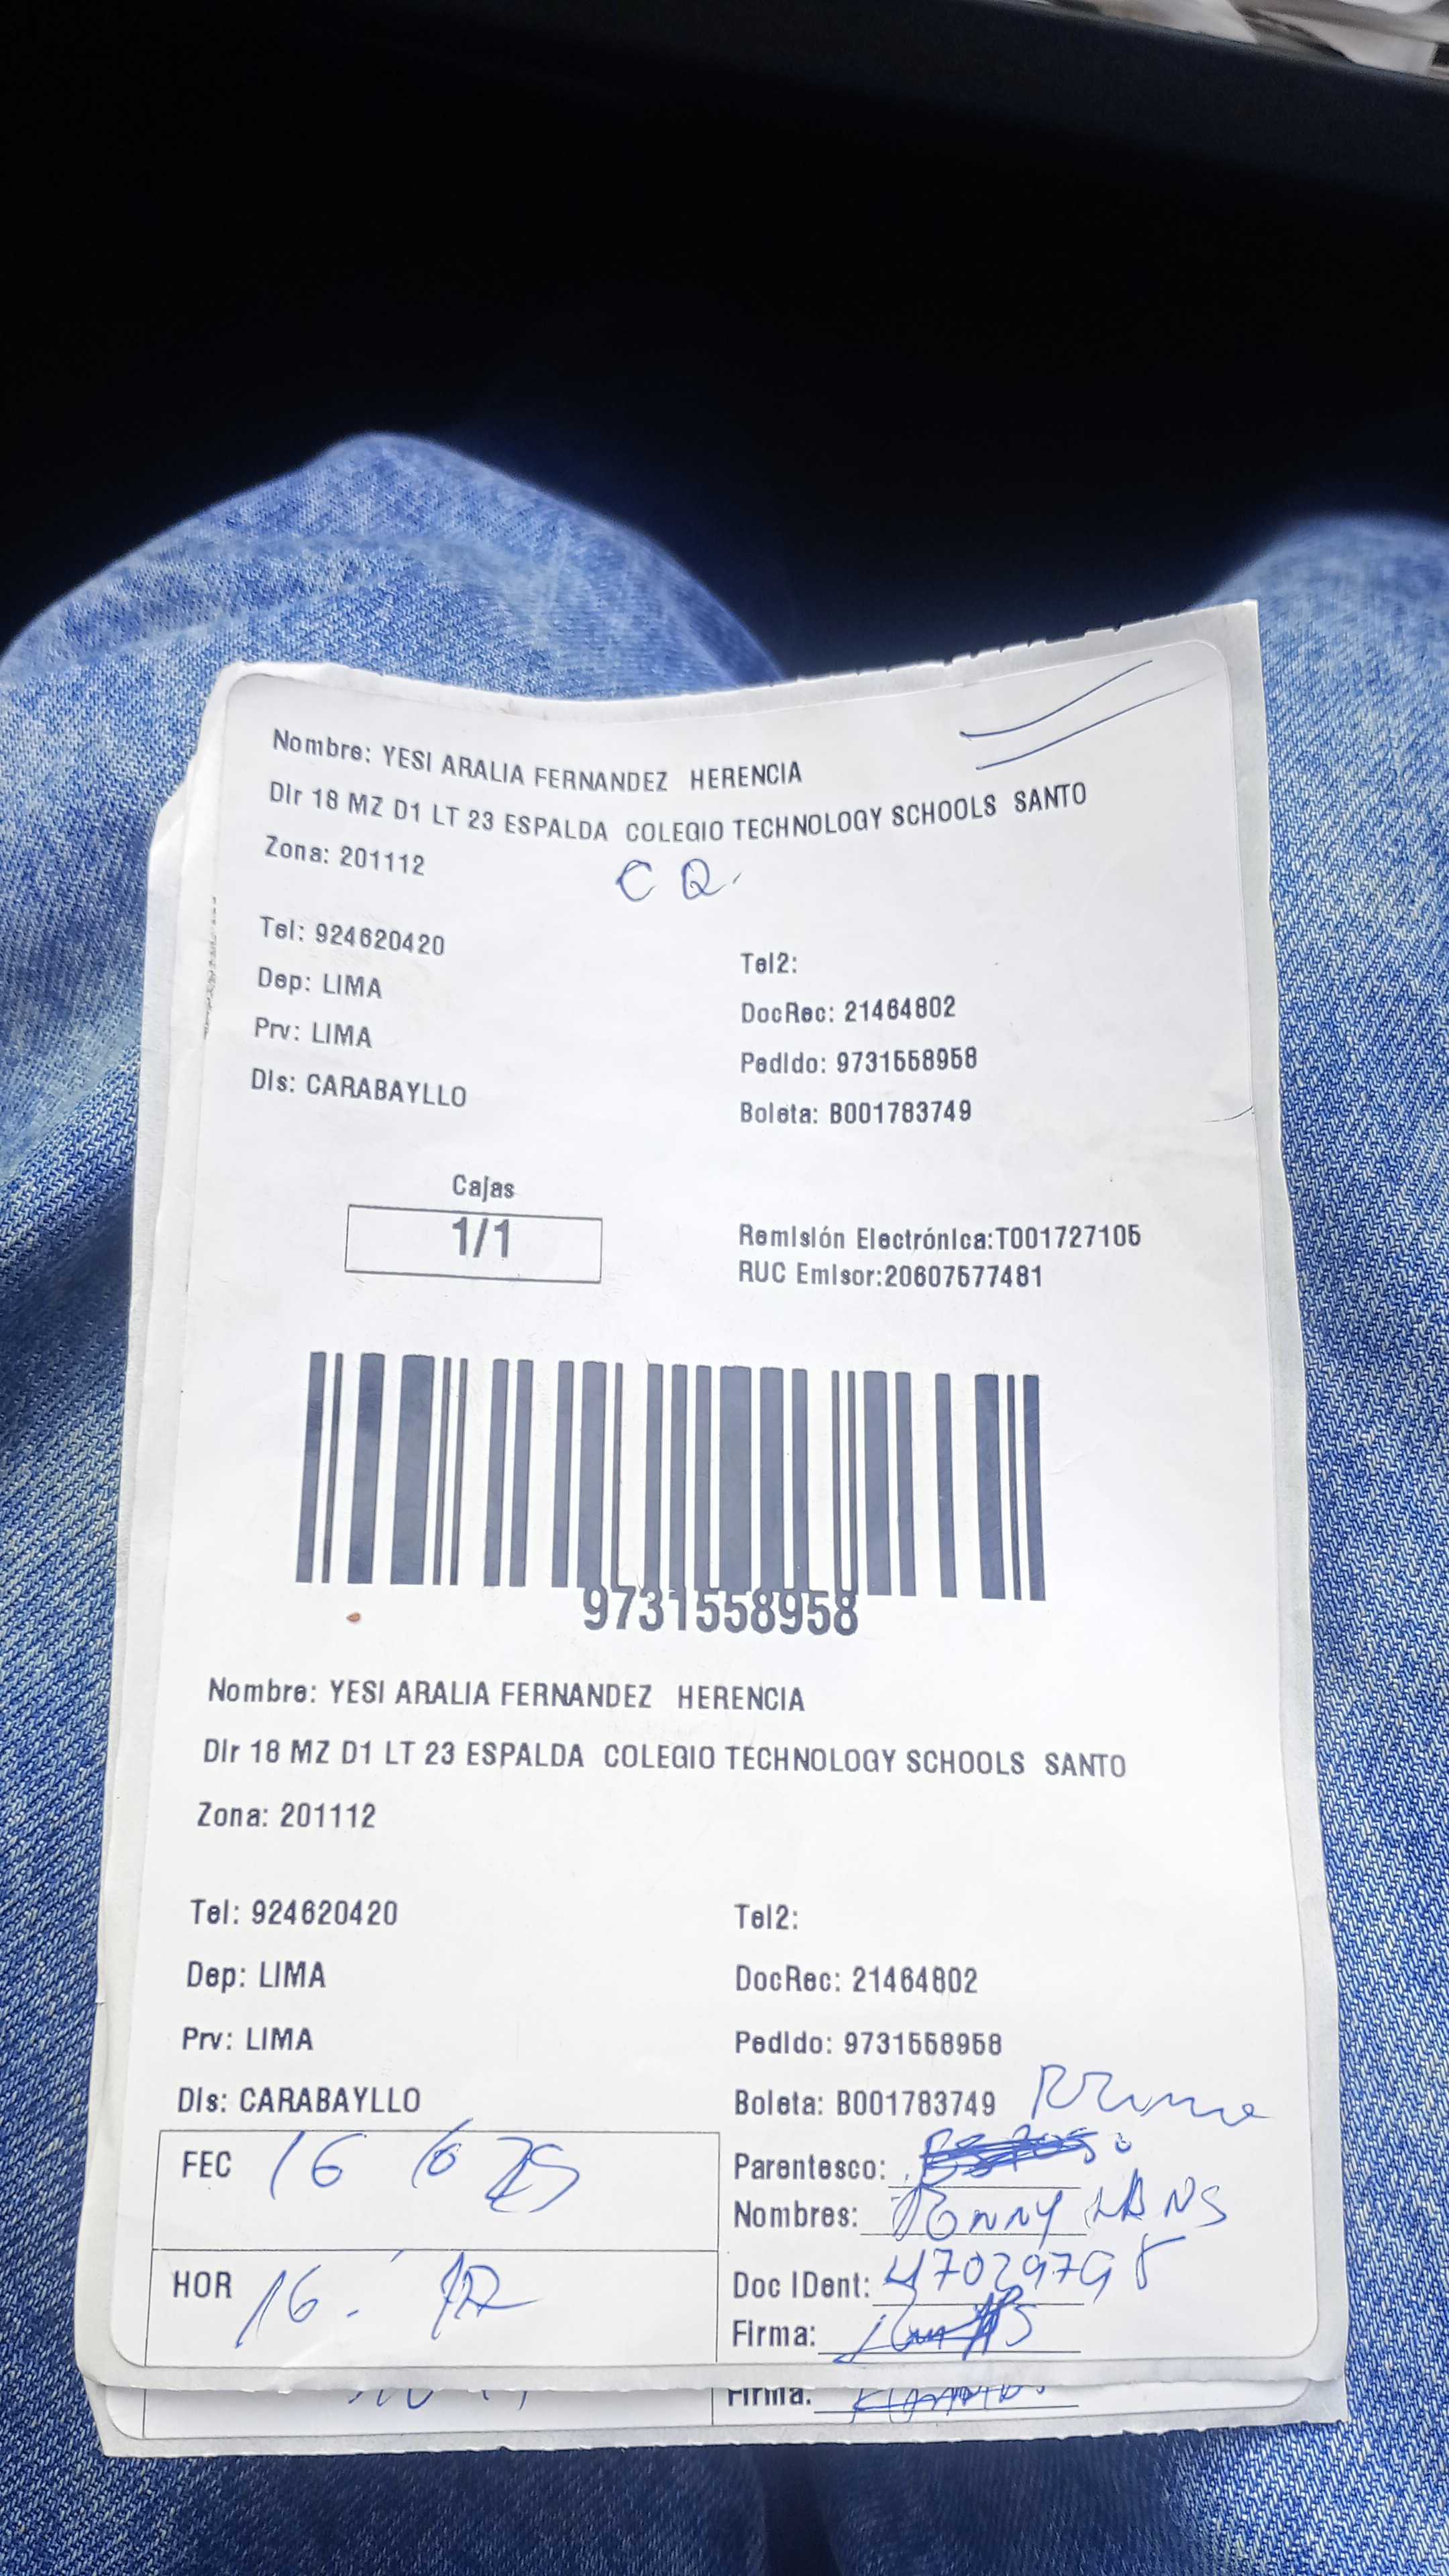 Nombre: YESI ARALIA FERNANDEZ HERENCIA
Dir 18 MZ D1 LT 23 ESPALDA COLEGIO TECHNOLOGY SCHOOLS SANTO
Zona: 201112
C Q.
Tel: 924620420
Tel2:
Dep: LIMA
DocRec: 21464802
Prv: LIMA
Pedido: 9731558958
Dis: CARABAYLLO
Boleta: B001783749
Cajas
1/1
Remisión Electrónica:T001727105
RUC Emisor:20607577481
9731558958
Nombre: YESI ARALIA FERNANDEZ HERENCIA
Dir 18 MZ D1 LT 23 ESPALDA COLEGIO TECHNOLOGY SCHOOLS SANTO
Zona: 201112
Tel: 924620420
Tel2:
Dep: LIMA
DocRec: 21464802
Prv: LIMA
Pedido: 9731558958
Dis: CARABAYLLO
Boleta: B001783749
FEC 16 6 25
Parentesco:
Nombres:
HOR 16.
Doc IDent:
Firma:
Firma: